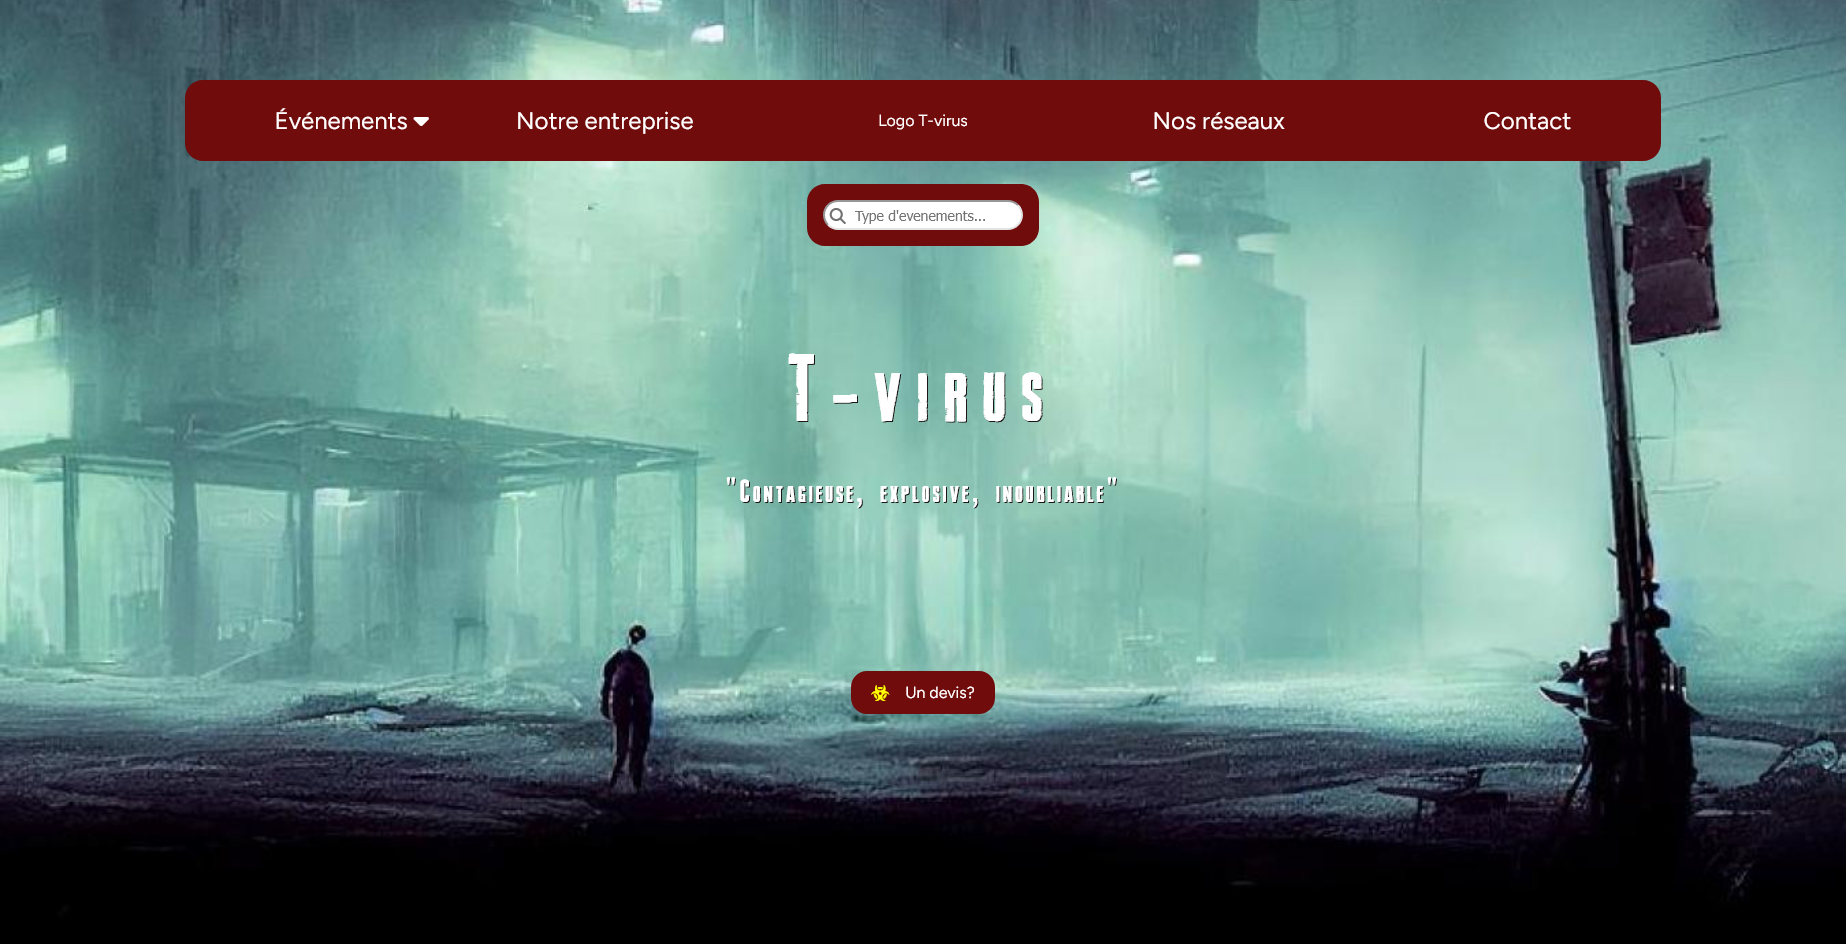 Événements
Notre entreprise
Logo T-virus
Nos réseaux
Contact
Type d'evenements...
T-virus
"Contagieuse, explosive, inoubliable"
Un devis?